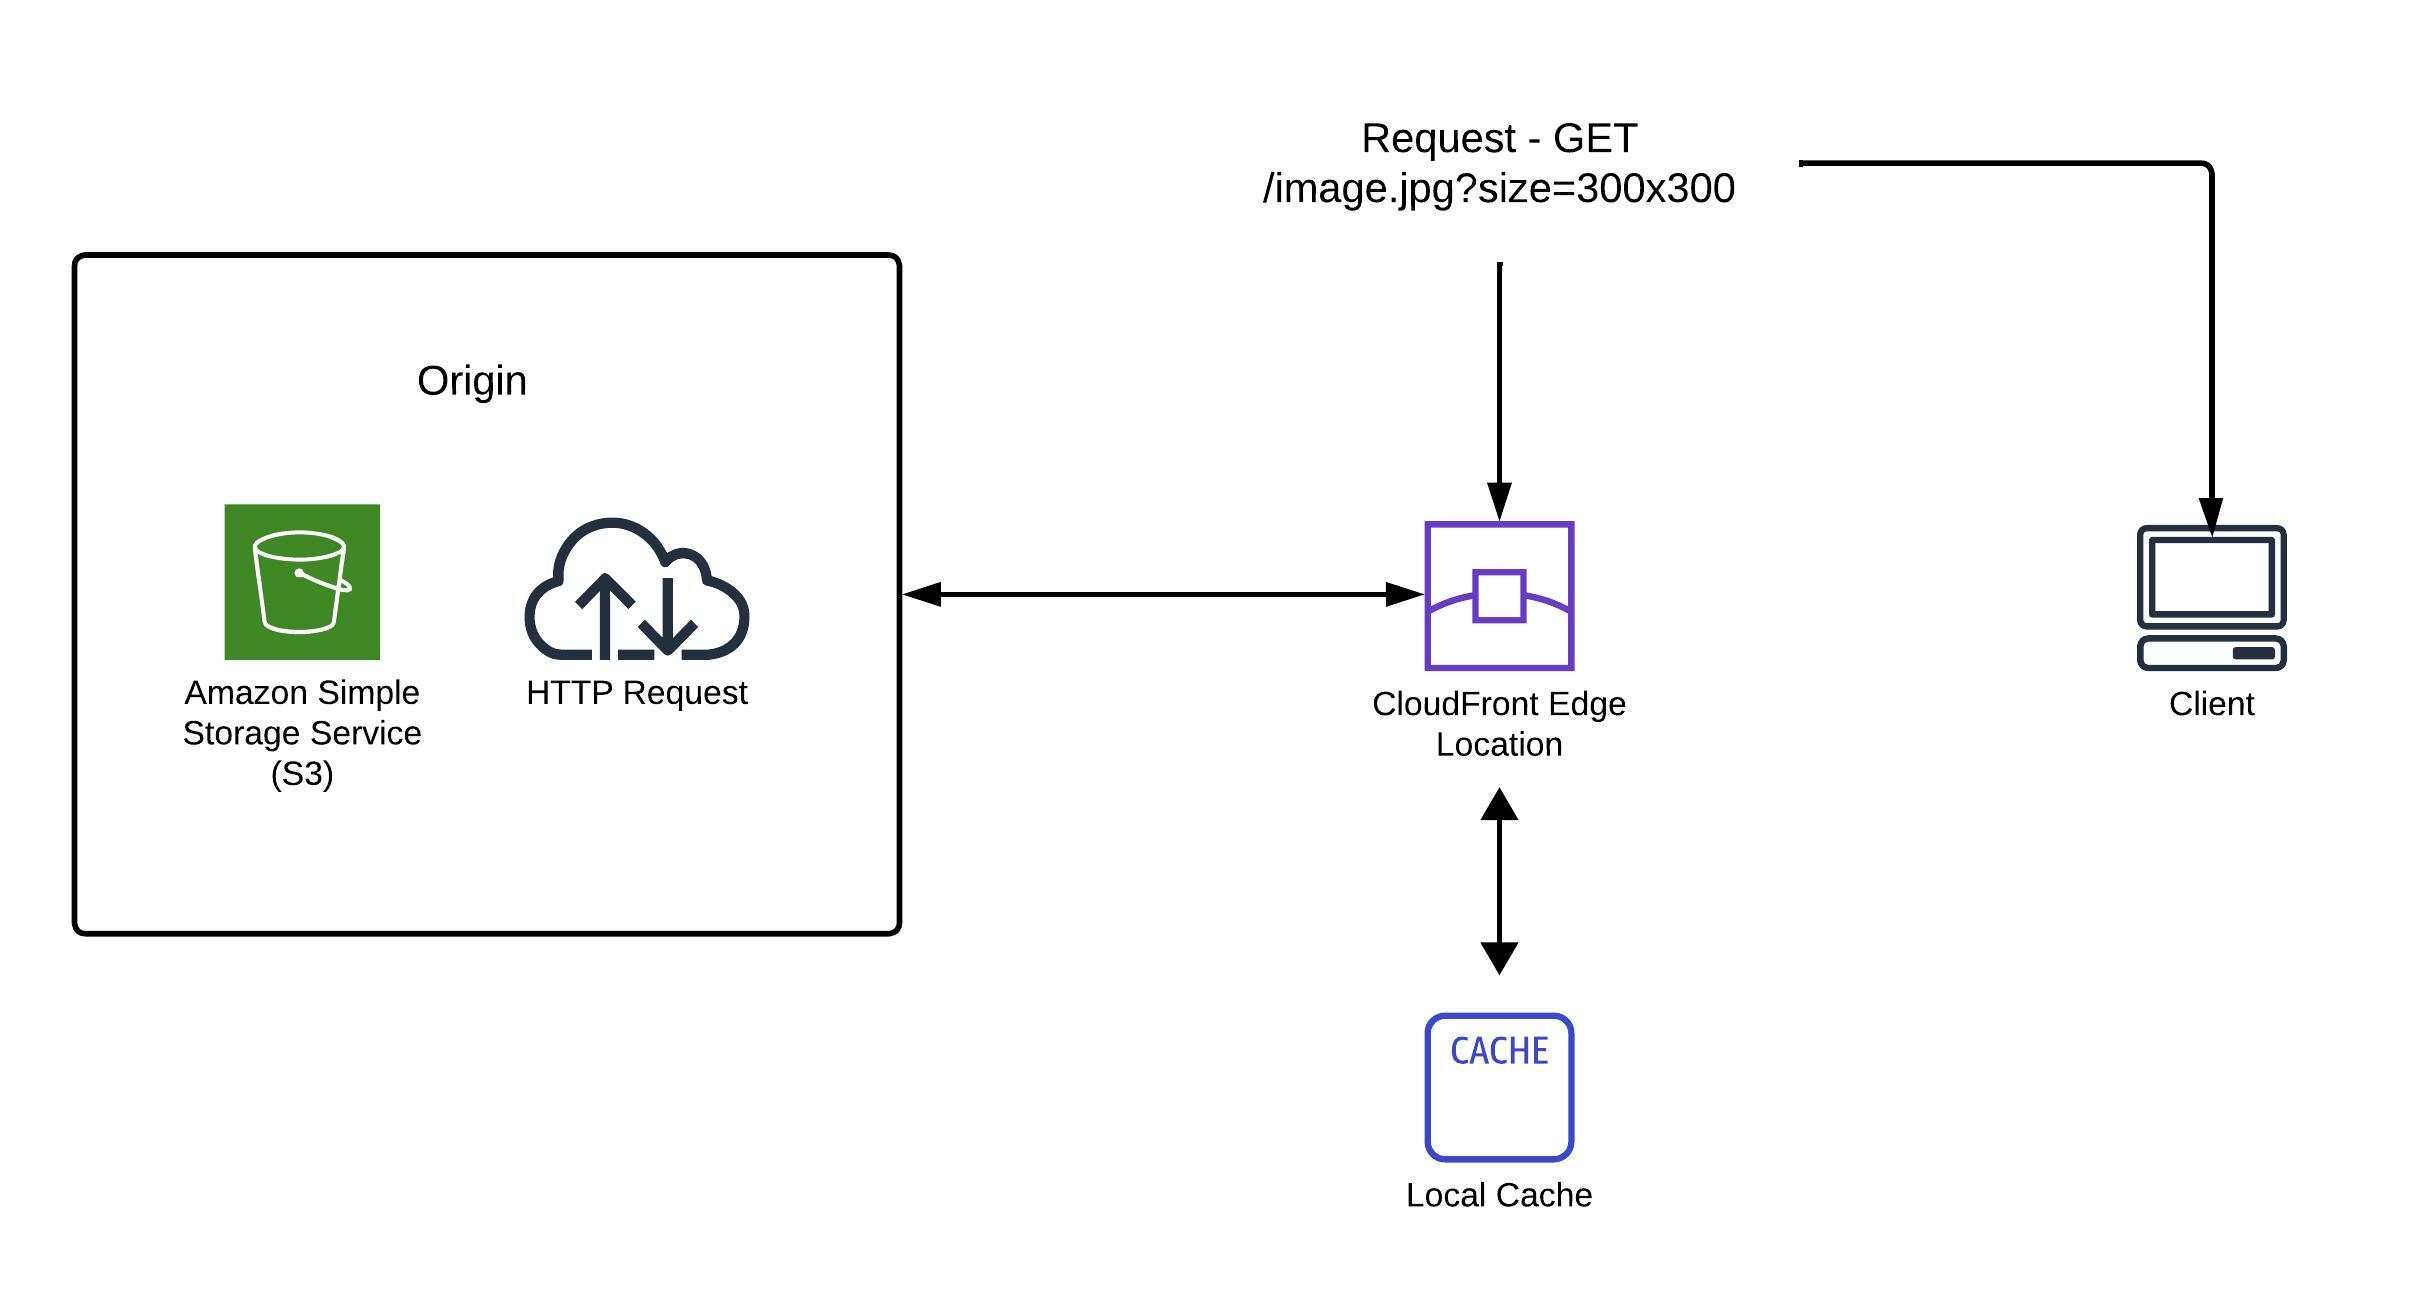 Request - GET
/image.jpg?size=300x300
Origin
Amazon Simple
Storage Service
(S3)
HTTP Request
CloudFront Edge
Location
Client
CACHE
Local Cache